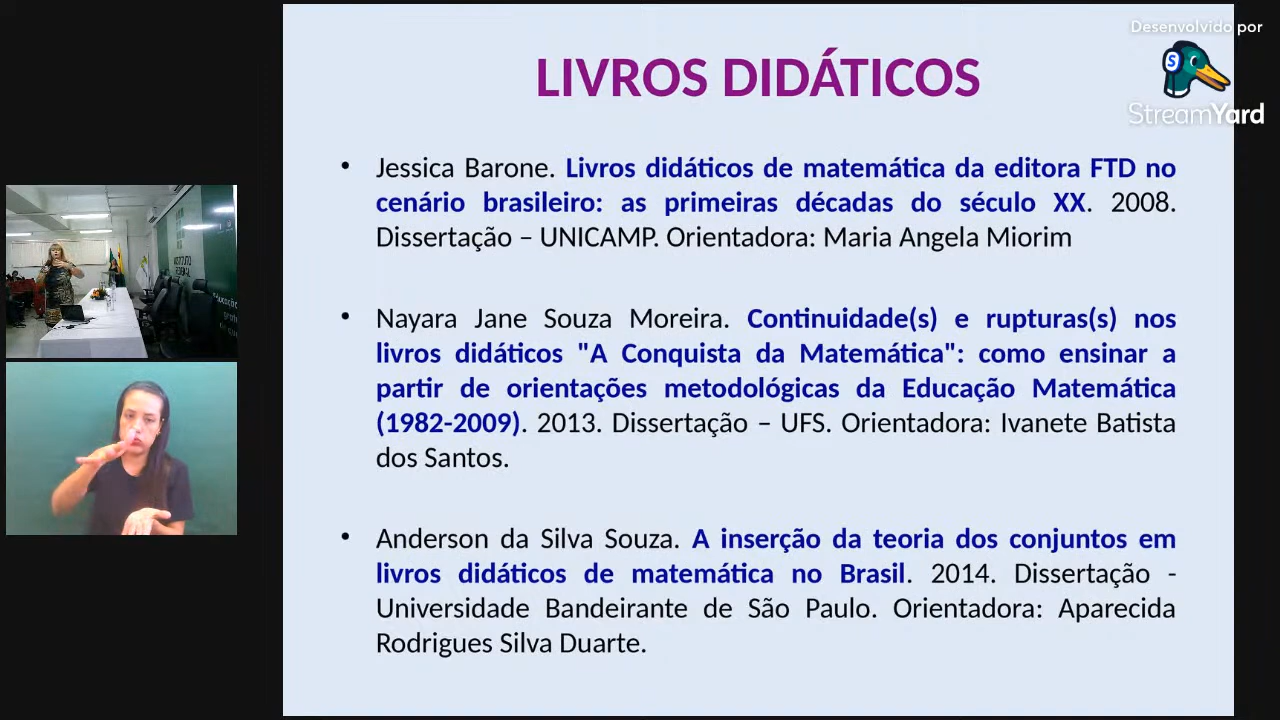 LIVROS DIDÁTICOS
Desenvolvido por
StreamYard
• Jessica Barone. Livros didáticos de matemática da editora FTD no
cenário brasileiro: as primeiras décadas do século XX. 2008.
Dissertação – UNICAMP. Orientadora: Maria Angela Miorim
• Nayara Jane Souza Moreira. Continuidade(s) e rupturas(s) nos
livros didáticos "A Conquista da Matemática": como ensinar a
partir de orientações metodológicas da Educação Matemática
(1982-2009). 2013. Dissertação – UFS. Orientadora: Ivanete Batista
dos Santos.
• Anderson da Silva Souza. A inserção da teoria dos conjuntos em
livros didáticos de matemática no Brasil. 2014. Dissertação -
Universidade Bandeirante de São Paulo. Orientadora: Aparecida
Rodrigues Silva Duarte.
INSTITUTO
FEDERAL
Educação